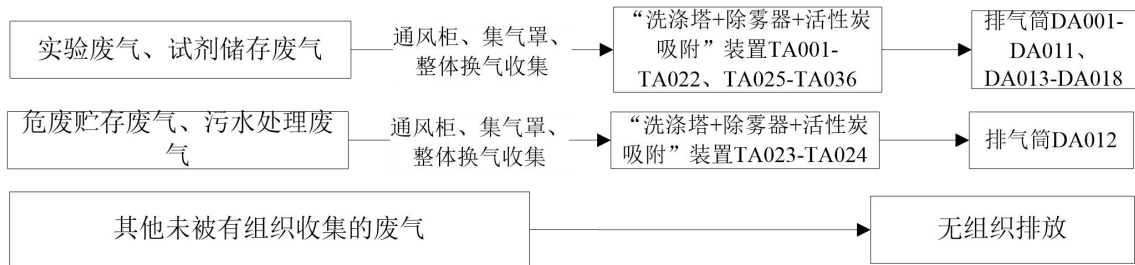 实验废气、试剂储存废气
通风柜、集气罩、
整体换气收集
“洗涤塔+除雾器+活性炭
吸附”装置TA001-
TA022、TA025-TA036
排气筒DA001-
DA011、
DA013-DA018
危废贮存废气、污水处理废
气
通风柜、集气罩、
整体换气收集
“洗涤塔+除雾器+活性炭
吸附”装置TA023-TA024
排气筒DA012
其他未被有组织收集的废气
无组织排放